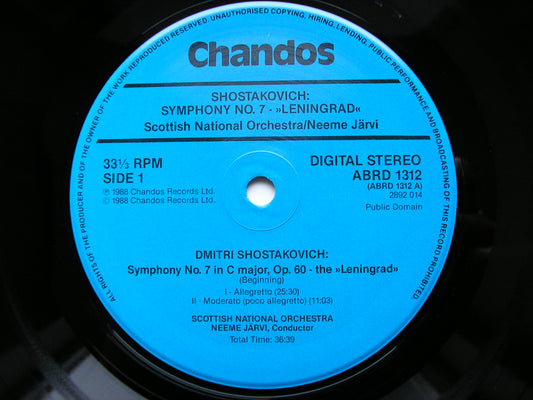 ALL RIGHTS OF THE PRODUCER AND OF THE OWNER OF THE WORK REPRODUCED RESERVED. UNAUTHORISED COPYING, HIRING, LENDING, PUBLIC PERFORMANCE AND BROADCASTING OF THIS RECORD PROHIBITED.
Chandos
SHOSTAKOVICH:
SYMPHONY NO. 7 - »LENINGRAD«
Scottish National Orchestra/Neeme Järvi
33⅓ RPM
SIDE 1
℗ 1988 Chandos Records Ltd.
© 1988 Chandos Records Ltd.
DIGITAL STEREO
ABRD 1312
(ABRD 1312 A)
2892 014
Public Domain
DMITRI SHOSTAKOVICH:
Symphony No. 7 in C major, Op. 60 - the »Leningrad»
(Beginning)
I - Allegretto (25:30)
II - Moderato (poco allegretto) (11:03)
SCOTTISH NATIONAL ORCHESTRA
NEEME JÄRVI, Conductor
Total Time: 36:39